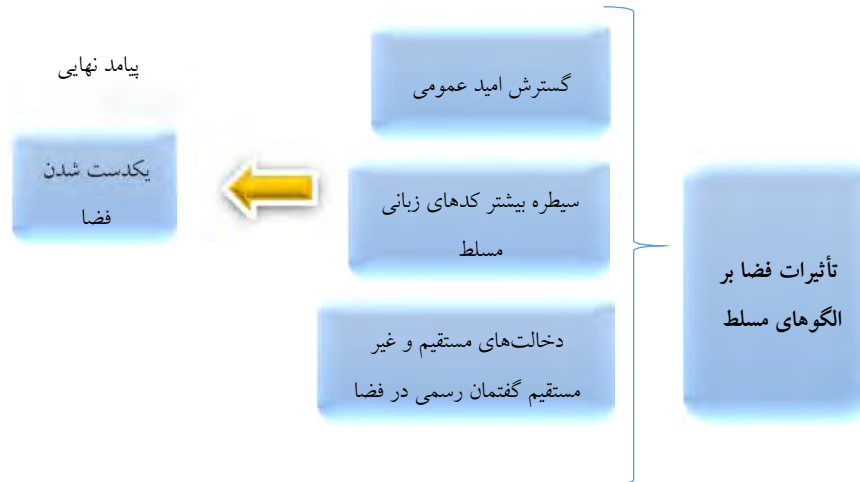 تأثیرات فضا بر
الگوهای مسلط
گسترش امید عمومی
سیطره بیشتر کدهای زبانی
مسلط
دخالت‌های مستقیم و غیر
مستقیم گفتمان رسمی در فضا
پیامد نهایی
یکدست شدن
فضا